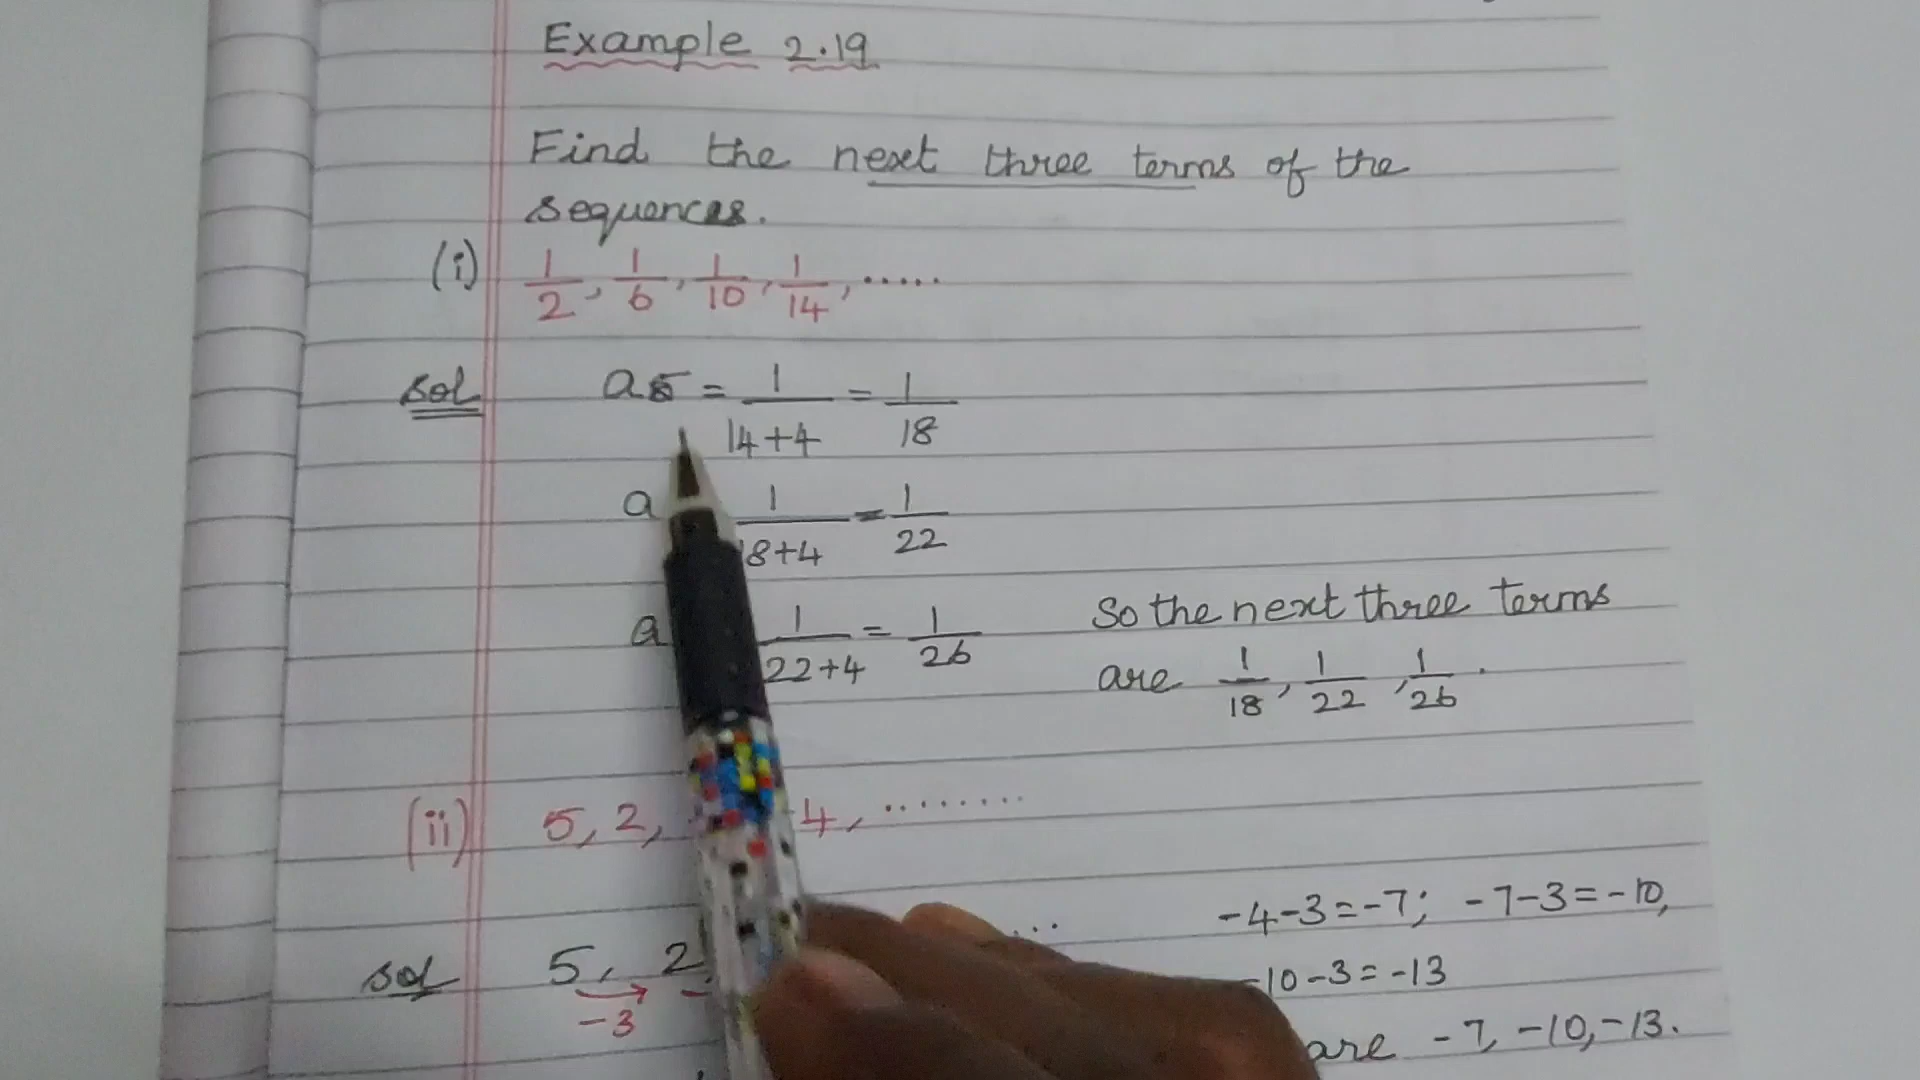 Example 2.19
Find the next three terms of the
sequences.
(i) 1/2, 1/6, 1/10, 1/14, .....
sol a5 = 1/14+4 = 1/18
a 1/18+4 = 1/22
a 1/22+4 = 1/26
So the next three terms
are 1/18, 1/22, 1/26.
(ii) 5, 2, 4, ........
-4-3=-7; -7-3=-10,
sol 5, 2, ...
-3
-10-3=-13
are -7, -10, -13.